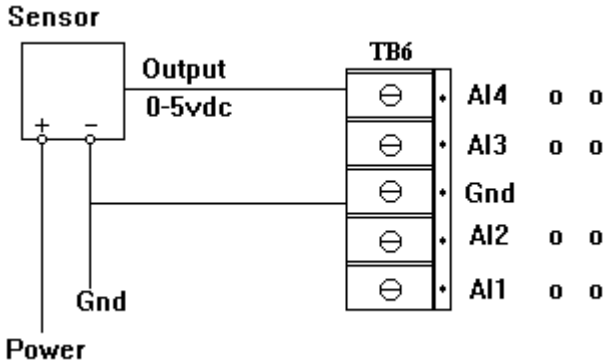 Sensor
TB6
Output
0-5vdc
AI4 o o
+ -
AI3 o o
Gnd
AI2 o o
AI1 o o
Gnd
Power